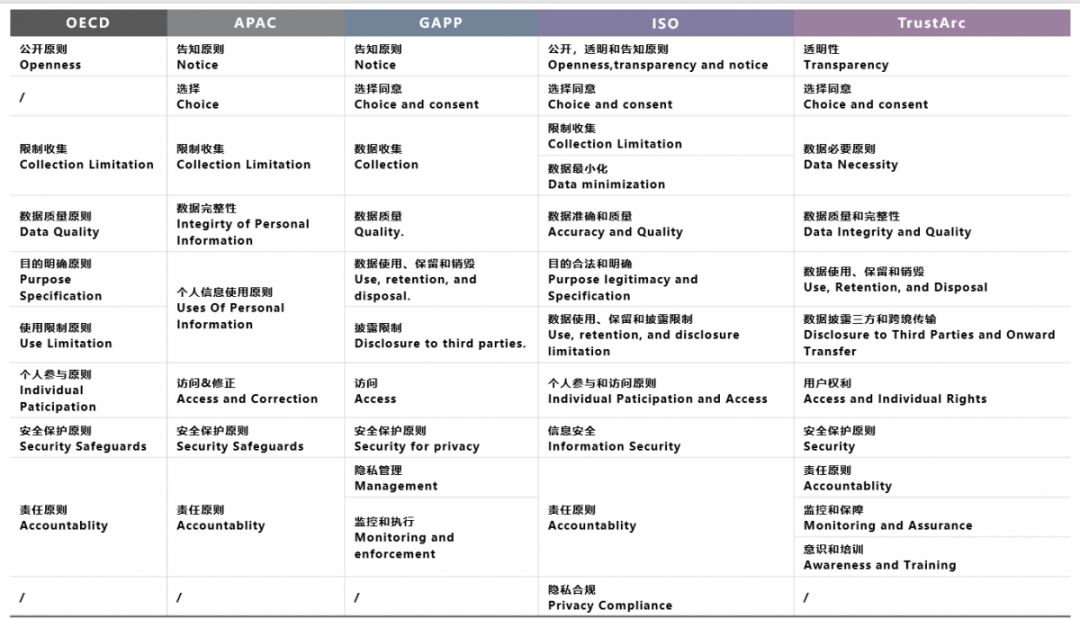 OECD APAC GAPP ISO TrustArc
公开原则 告知原则 告知原则 公开，透明和告知原则 透明性
Openness Notice Notice Openness,transparency and notice Transparency
/ 选择 选择同意 选择同意 选择同意
Choice Choice and consent Choice and consent Choice and consent
限制收集 限制收集 数据收集 限制收集 数据必要原则
Collection Limitation Collection Limitation Collection Collection Limitation Data Necessity
数据最小化
Data minimization
数据质量原则 数据完整性 数据质量 数据准确和质量 数据质量和完整性
Data Quality Integirty of Personal Quality. Accuracy and Quality Data Integrity and Quality
Information
目的明确原则 个人信息使用原则 数据使用、保留和销毁 目的合法和明确 数据使用、保留和销毁
Purpose Uses Of Personal Use, retention, and Purpose legitimacy and Use, Retention, and Disposal
Specification Information disposal. Specification
使用限制原则 披露限制 数据使用、保留和披露限制 数据披露三方和跨境传输
Use Limitation Disclosure to third parties. Use, retention, and disclosure Disclosure to Third Parties and Onward
limitation Transfer
个人参与原则 访问&修正 访问 个人参与和访问原则 用户权利
Individual Access and Correction Access Individual Paticipation and Access Access and Individual Rights
Paticipation
安全保护原则 安全保护原则 安全保护原则 信息安全 安全保护原则
Security Safeguards Security Safeguards Security for privacy Information Security Security
责任原则 责任原则 隐私管理 责任原则 责任原则
Accountablity Accountablity Management Accountablity Accountablity
监控和执行 监控和保障
Monitoring and Monitoring and Assurance
enforcement 意识和培训
Awareness and Training
/ / / 隐私合规 /
Privacy Compliance